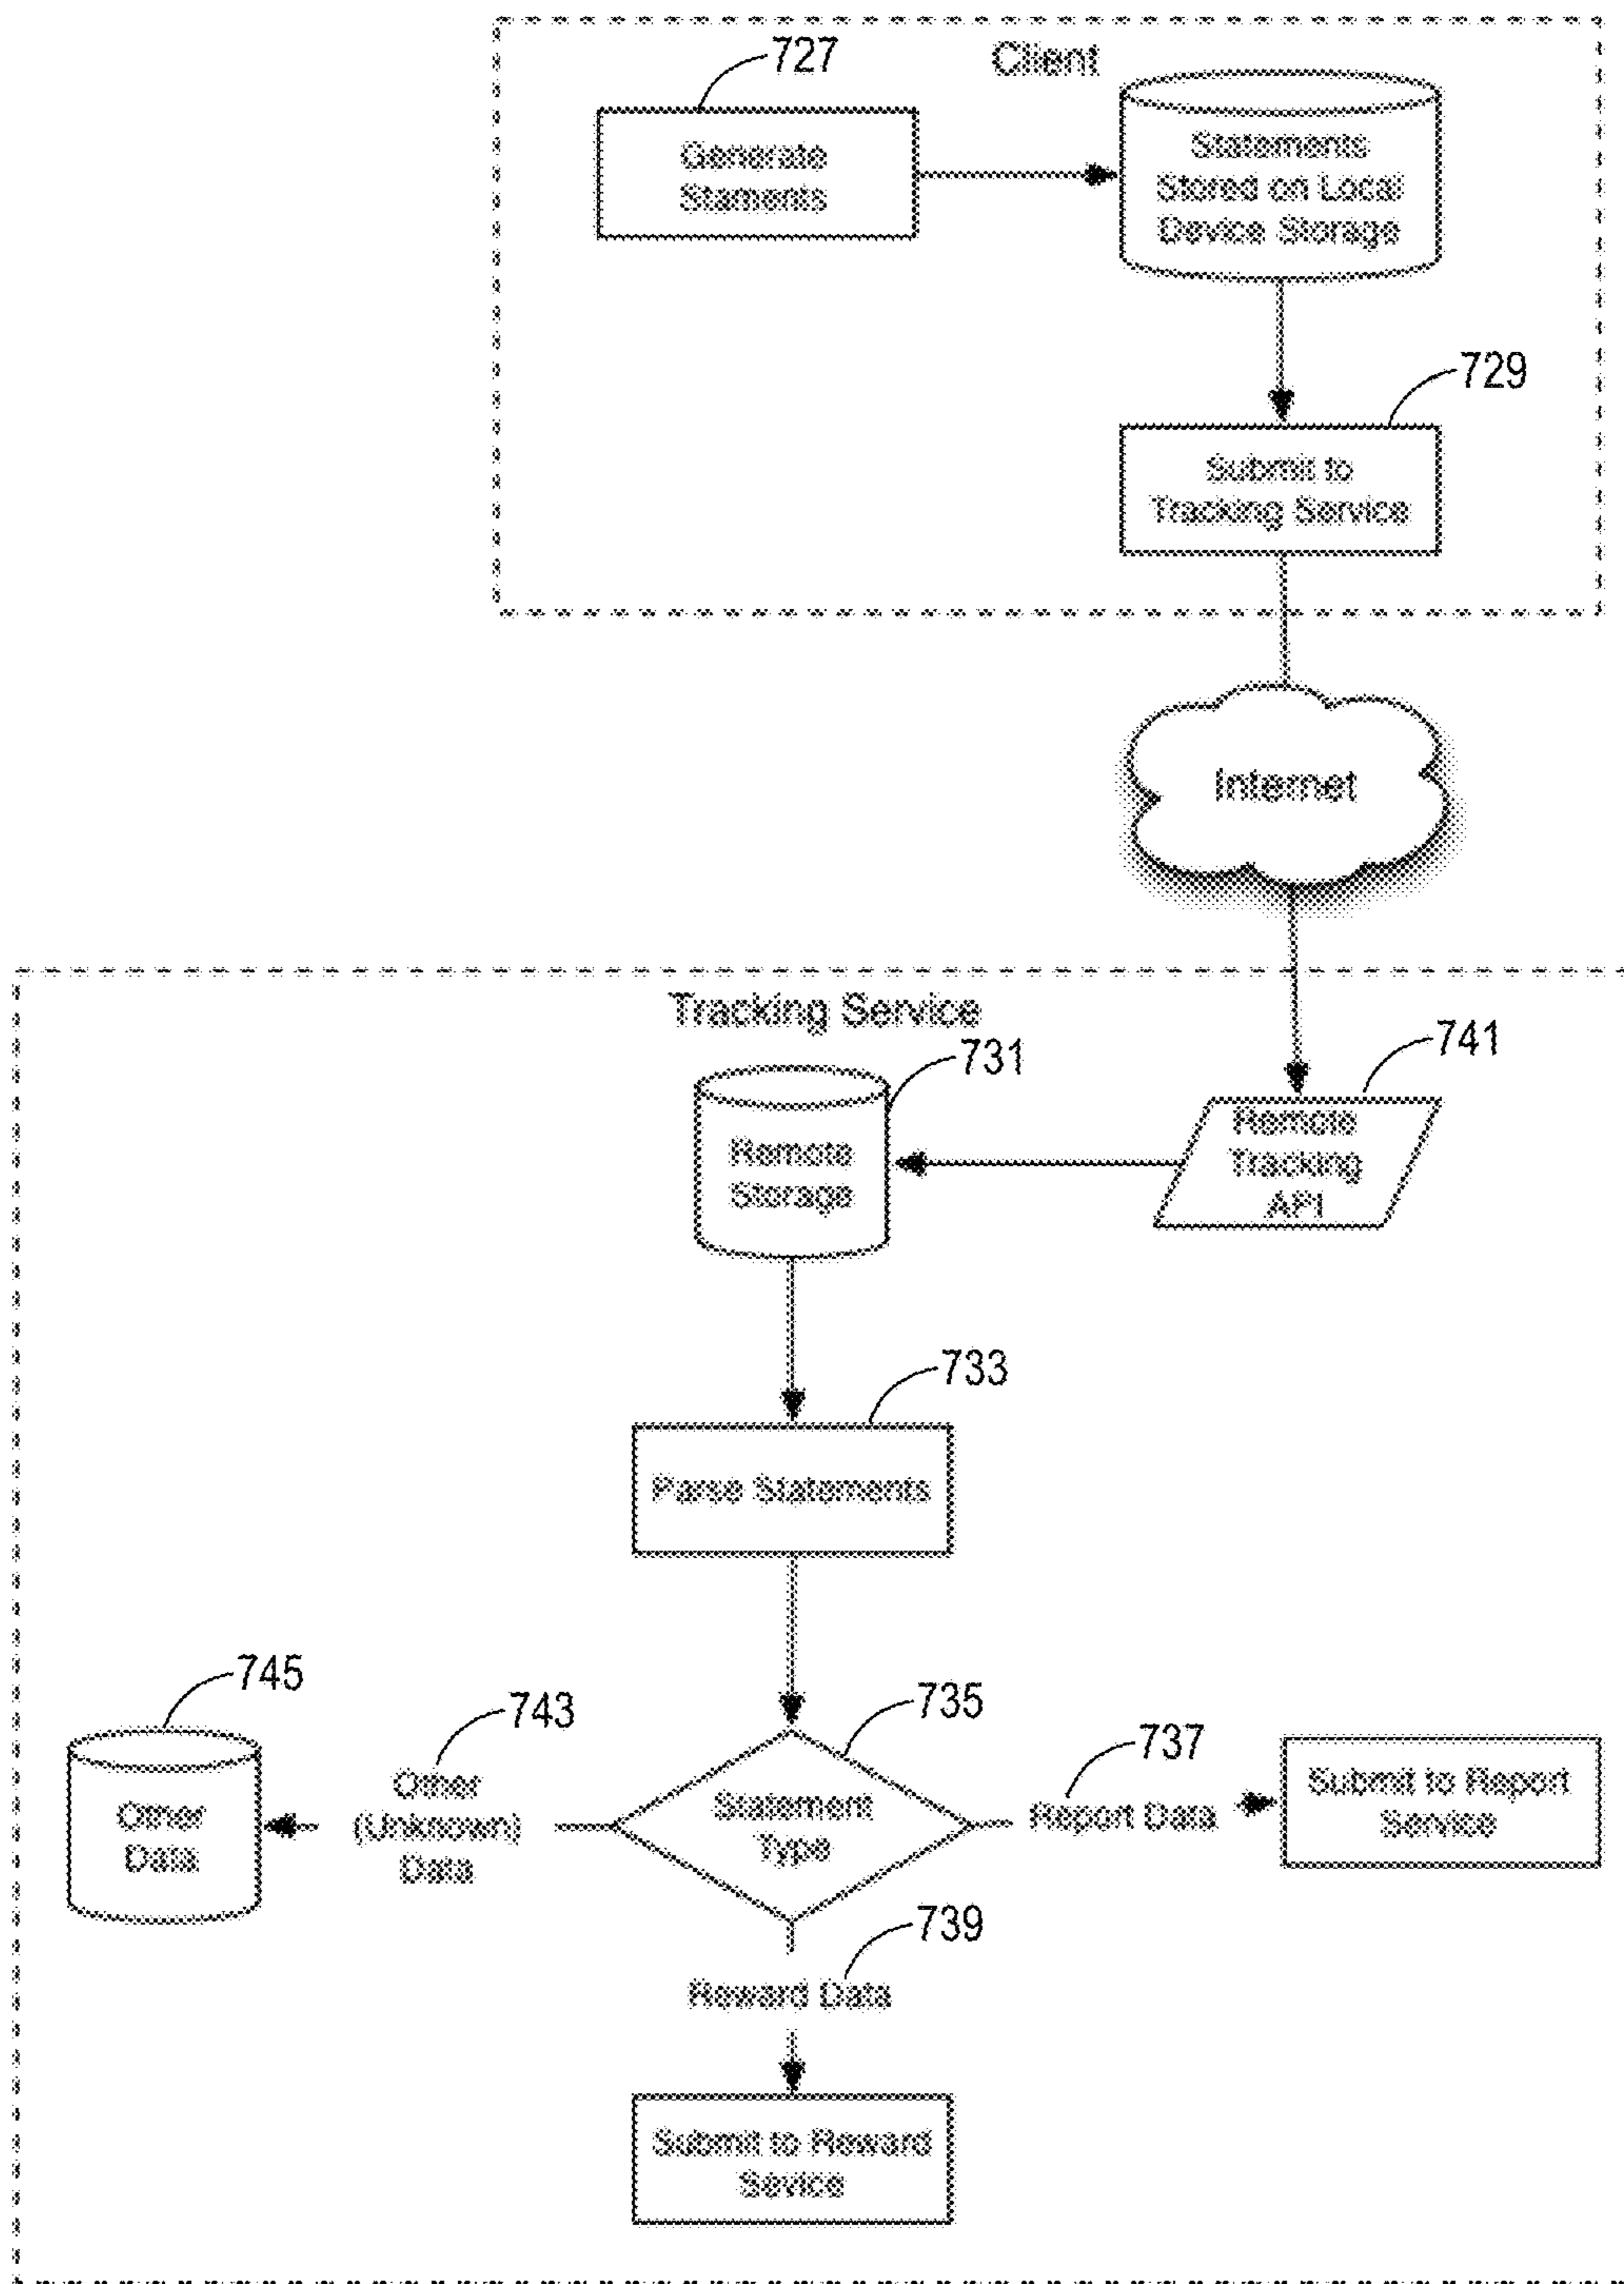 Client
727
Generate
Staments
Statements
Stored on Local
Device Storage
729
Submit to
Tracking Service
Internet
Tracking Service
731
Remote
Storage
741
Remote
Tracking
API
733
Parse Statements
745
Other
Data
743
Other
(Unknown)
Data
735
Statement
Type
737
Report Data
Submit to Report
Service
739
Reward Data
Submit to Reward
Sevice